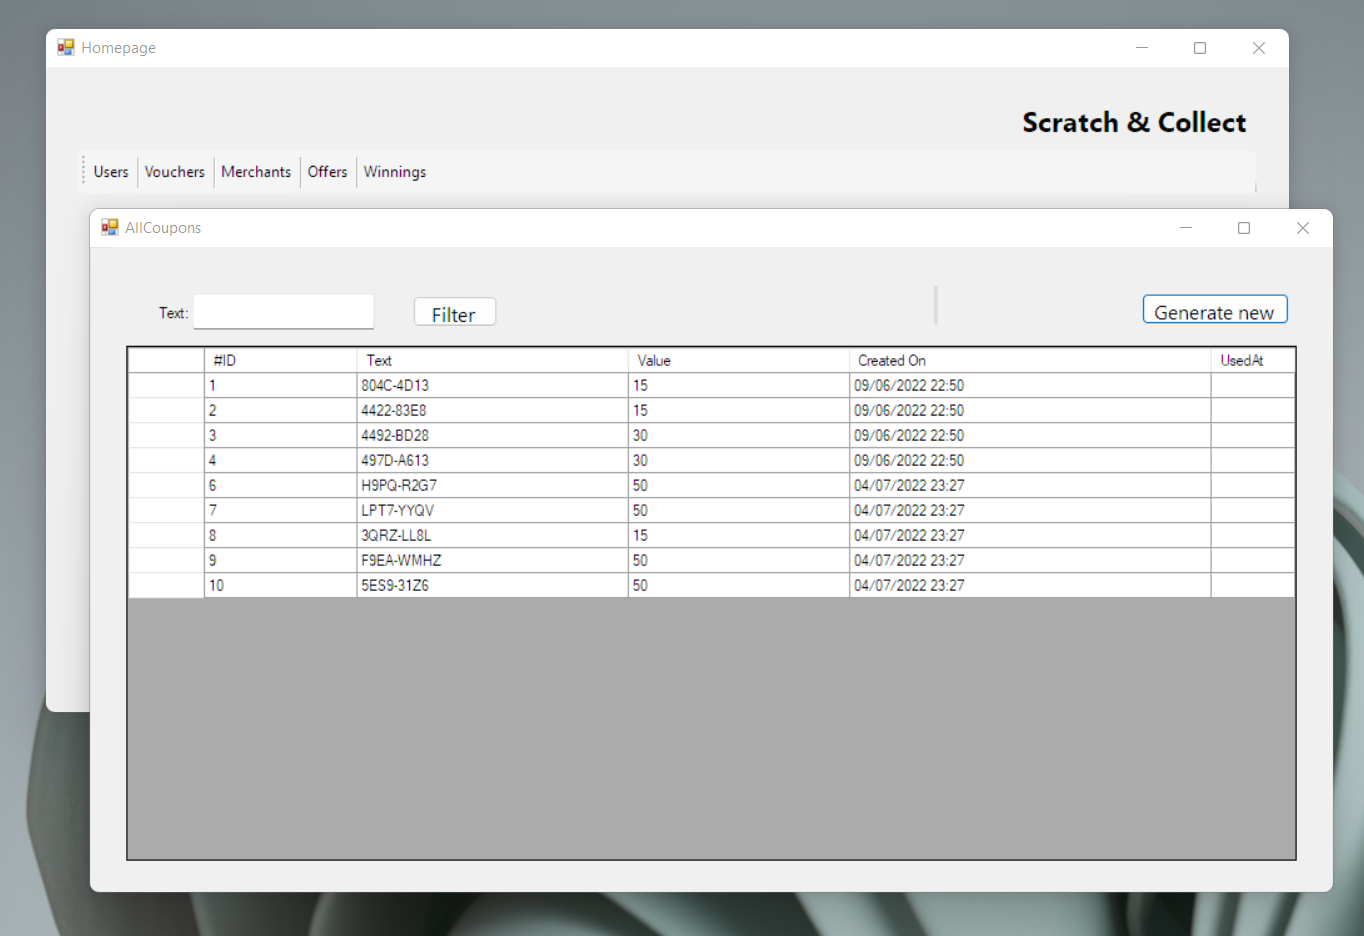 Homepage
Scratch & Collect
Users Vouchers Merchants Offers Winnings
AllCoupons
Text: Filter Generate new
#ID Text Value Created On UsedAt
1 804C-4D13 15 09/06/2022 22:50
2 4422-83E8 15 09/06/2022 22:50
3 4492-BD28 30 09/06/2022 22:50
4 497D-A613 30 09/06/2022 22:50
6 H9PQ-R2G7 50 04/07/2022 23:27
7 LPT7-YYQV 50 04/07/2022 23:27
8 3QRZ-LL8L 15 04/07/2022 23:27
9 F9EA-WMHZ 50 04/07/2022 23:27
10 5ES9-31Z6 50 04/07/2022 23:27